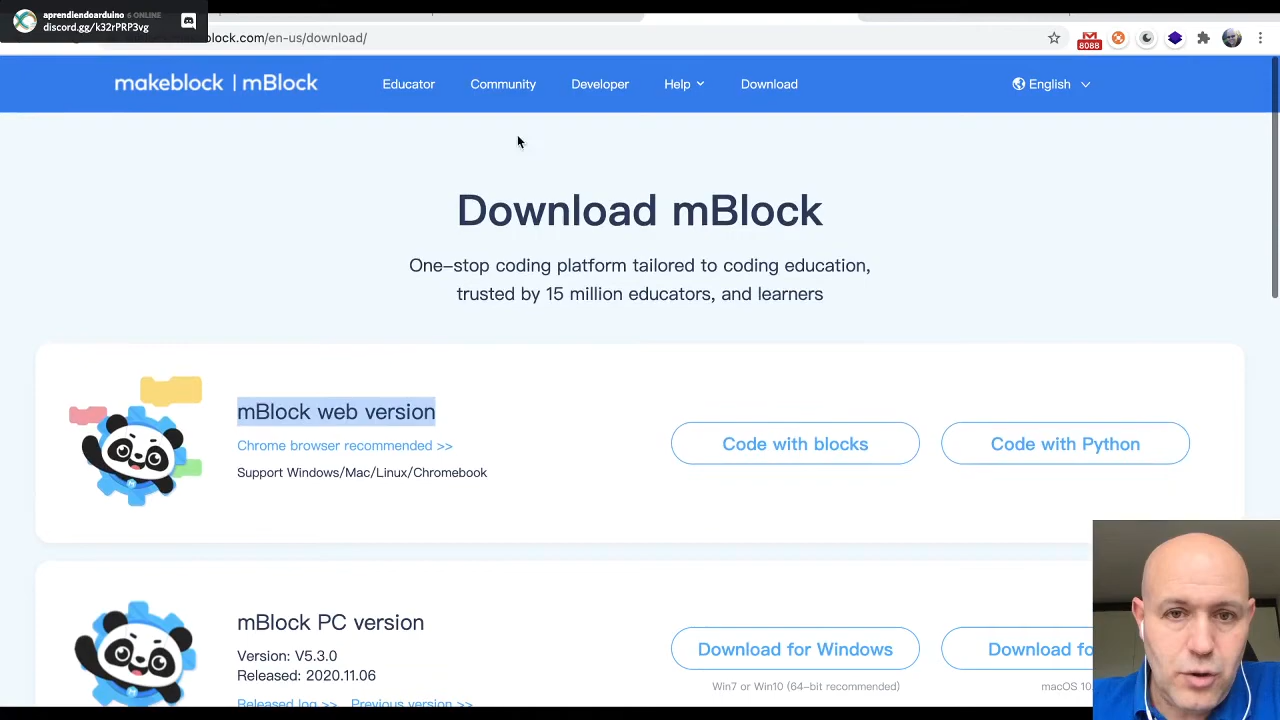 aprendiendoarduino 6 ONLINE
discord.gg/k32rPRP3vg
block.com/en-us/download/
8088
makeblock | mBlock
Educator
Community
Developer
Help
Download
English
Download mBlock
One-stop coding platform tailored to coding education,
trusted by 15 million educators, and learners
mBlock web version
Chrome browser recommended >>
Support Windows/Mac/Linux/Chromebook
Code with blocks
Code with Python
mBlock PC version
Version: V5.3.0
Released: 2020.11.06
Released log >>
Previous version >>
Download for Windows
Win7 or Win10 (64-bit recommended)
Download fo
macOS 10.